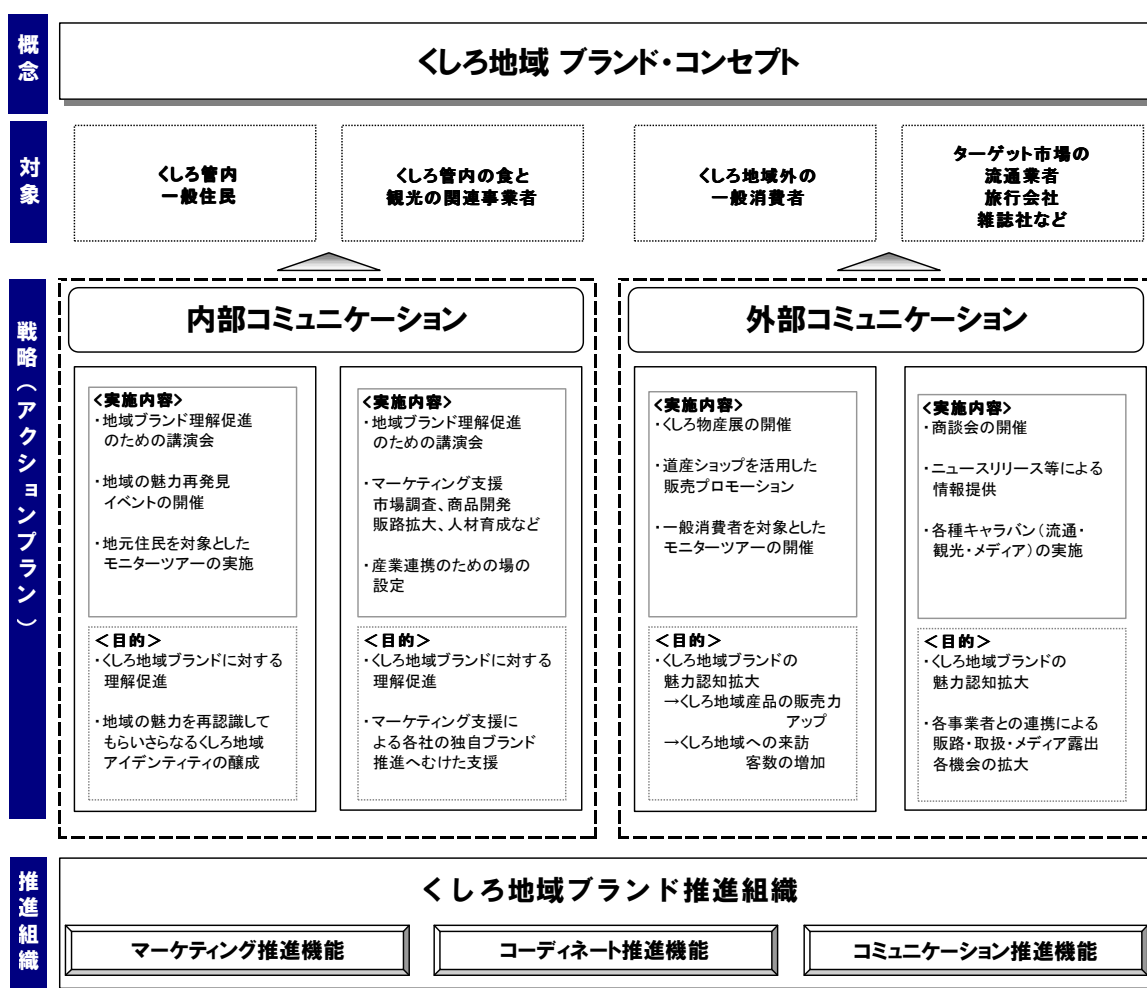 概念
くしろ地域 ブランド・コンセプト
対象
くしろ管内
一般住民
くしろ管内の食と
観光の関連事業者
くしろ地域外の
一般消費者
ターゲット市場の
流通業者
旅行会社
雑誌社など
戦略(アクションプラン)
内部コミュニケーション
<実施内容>
・地域ブランド理解促進
のための講演会
・地域の魅力再発見
イベントの開催
・地元住民を対象とした
モニターツアーの実施
<目的>
・くしろ地域ブランドに対する
理解促進
・地域の魅力を再認識して
もらいさらなるくしろ地域
アイデンティティの醸成
<実施内容>
・地域ブランド理解促進
のための講演会
・マーケティング支援
市場調査、商品開発
販路拡大、人材育成など
・産業連携のための場の
設定
<目的>
・くしろ地域ブランドに対する
理解促進
・マーケティング支援に
よる各社の独自ブランド
推進へむけた支援
外部コミュニケーション
<実施内容>
・くしろ物産展の開催
・道産ショップを活用した
販売プロモーション
・一般消費者を対象とした
モニターツアーの開催
<目的>
・くしろ地域ブランドの
魅力認知拡大
→くしろ地域産品の販売力
アップ
→くしろ地域への来訪
客数の増加
<実施内容>
・商談会の開催
・ニュースリリース等による
情報提供
・各種キャラバン(流通・
観光・メディア)の実施
<目的>
・くしろ地域ブランドの
魅力認知拡大
・各事業者との連携による
販路・取扱・メディア露出
各機会の拡大
推進組織
くしろ地域ブランド推進組織
マーケティング推進機能
コーディネート推進機能
コミュニケーション推進機能